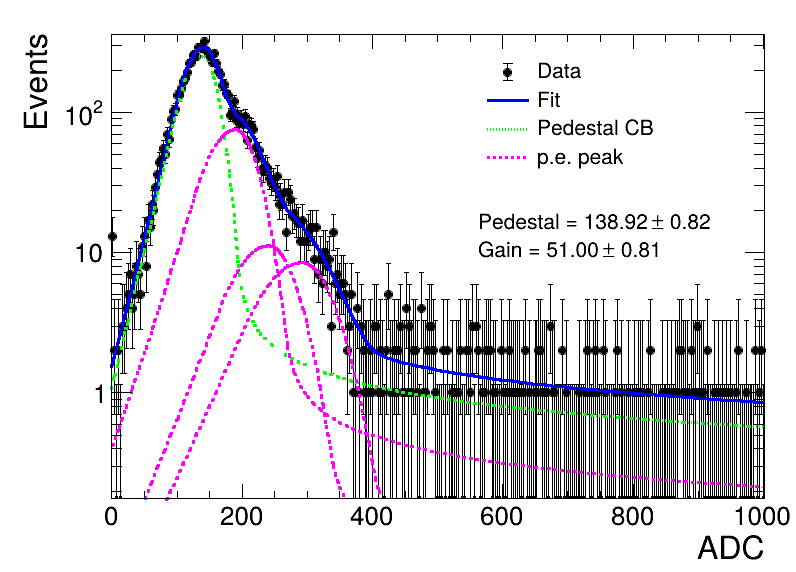 Events
Data
Fit
Pedestal CB
p.e. peak
Pedestal = 138.92 ± 0.82
Gain = 51.00 ± 0.81
10²
10
1
0 200 400 600 800 1000
ADC